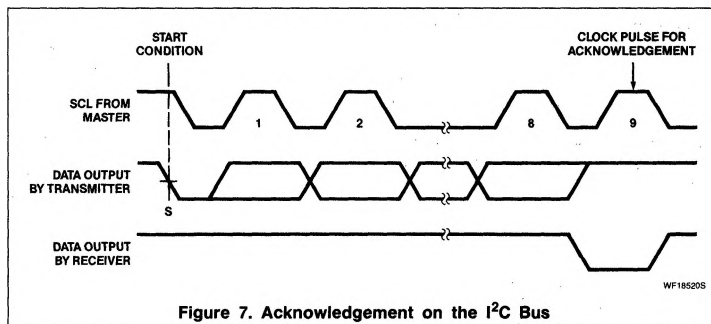 START
CONDITION
CLOCK PULSE FOR
ACKNOWLEDGEMENT
SCL FROM
MASTER
1
2
8
9
DATA OUTPUT
BY TRANSMITTER
S
DATA OUTPUT
BY RECEIVER
WF18520S
Figure 7. Acknowledgement on the I²C Bus